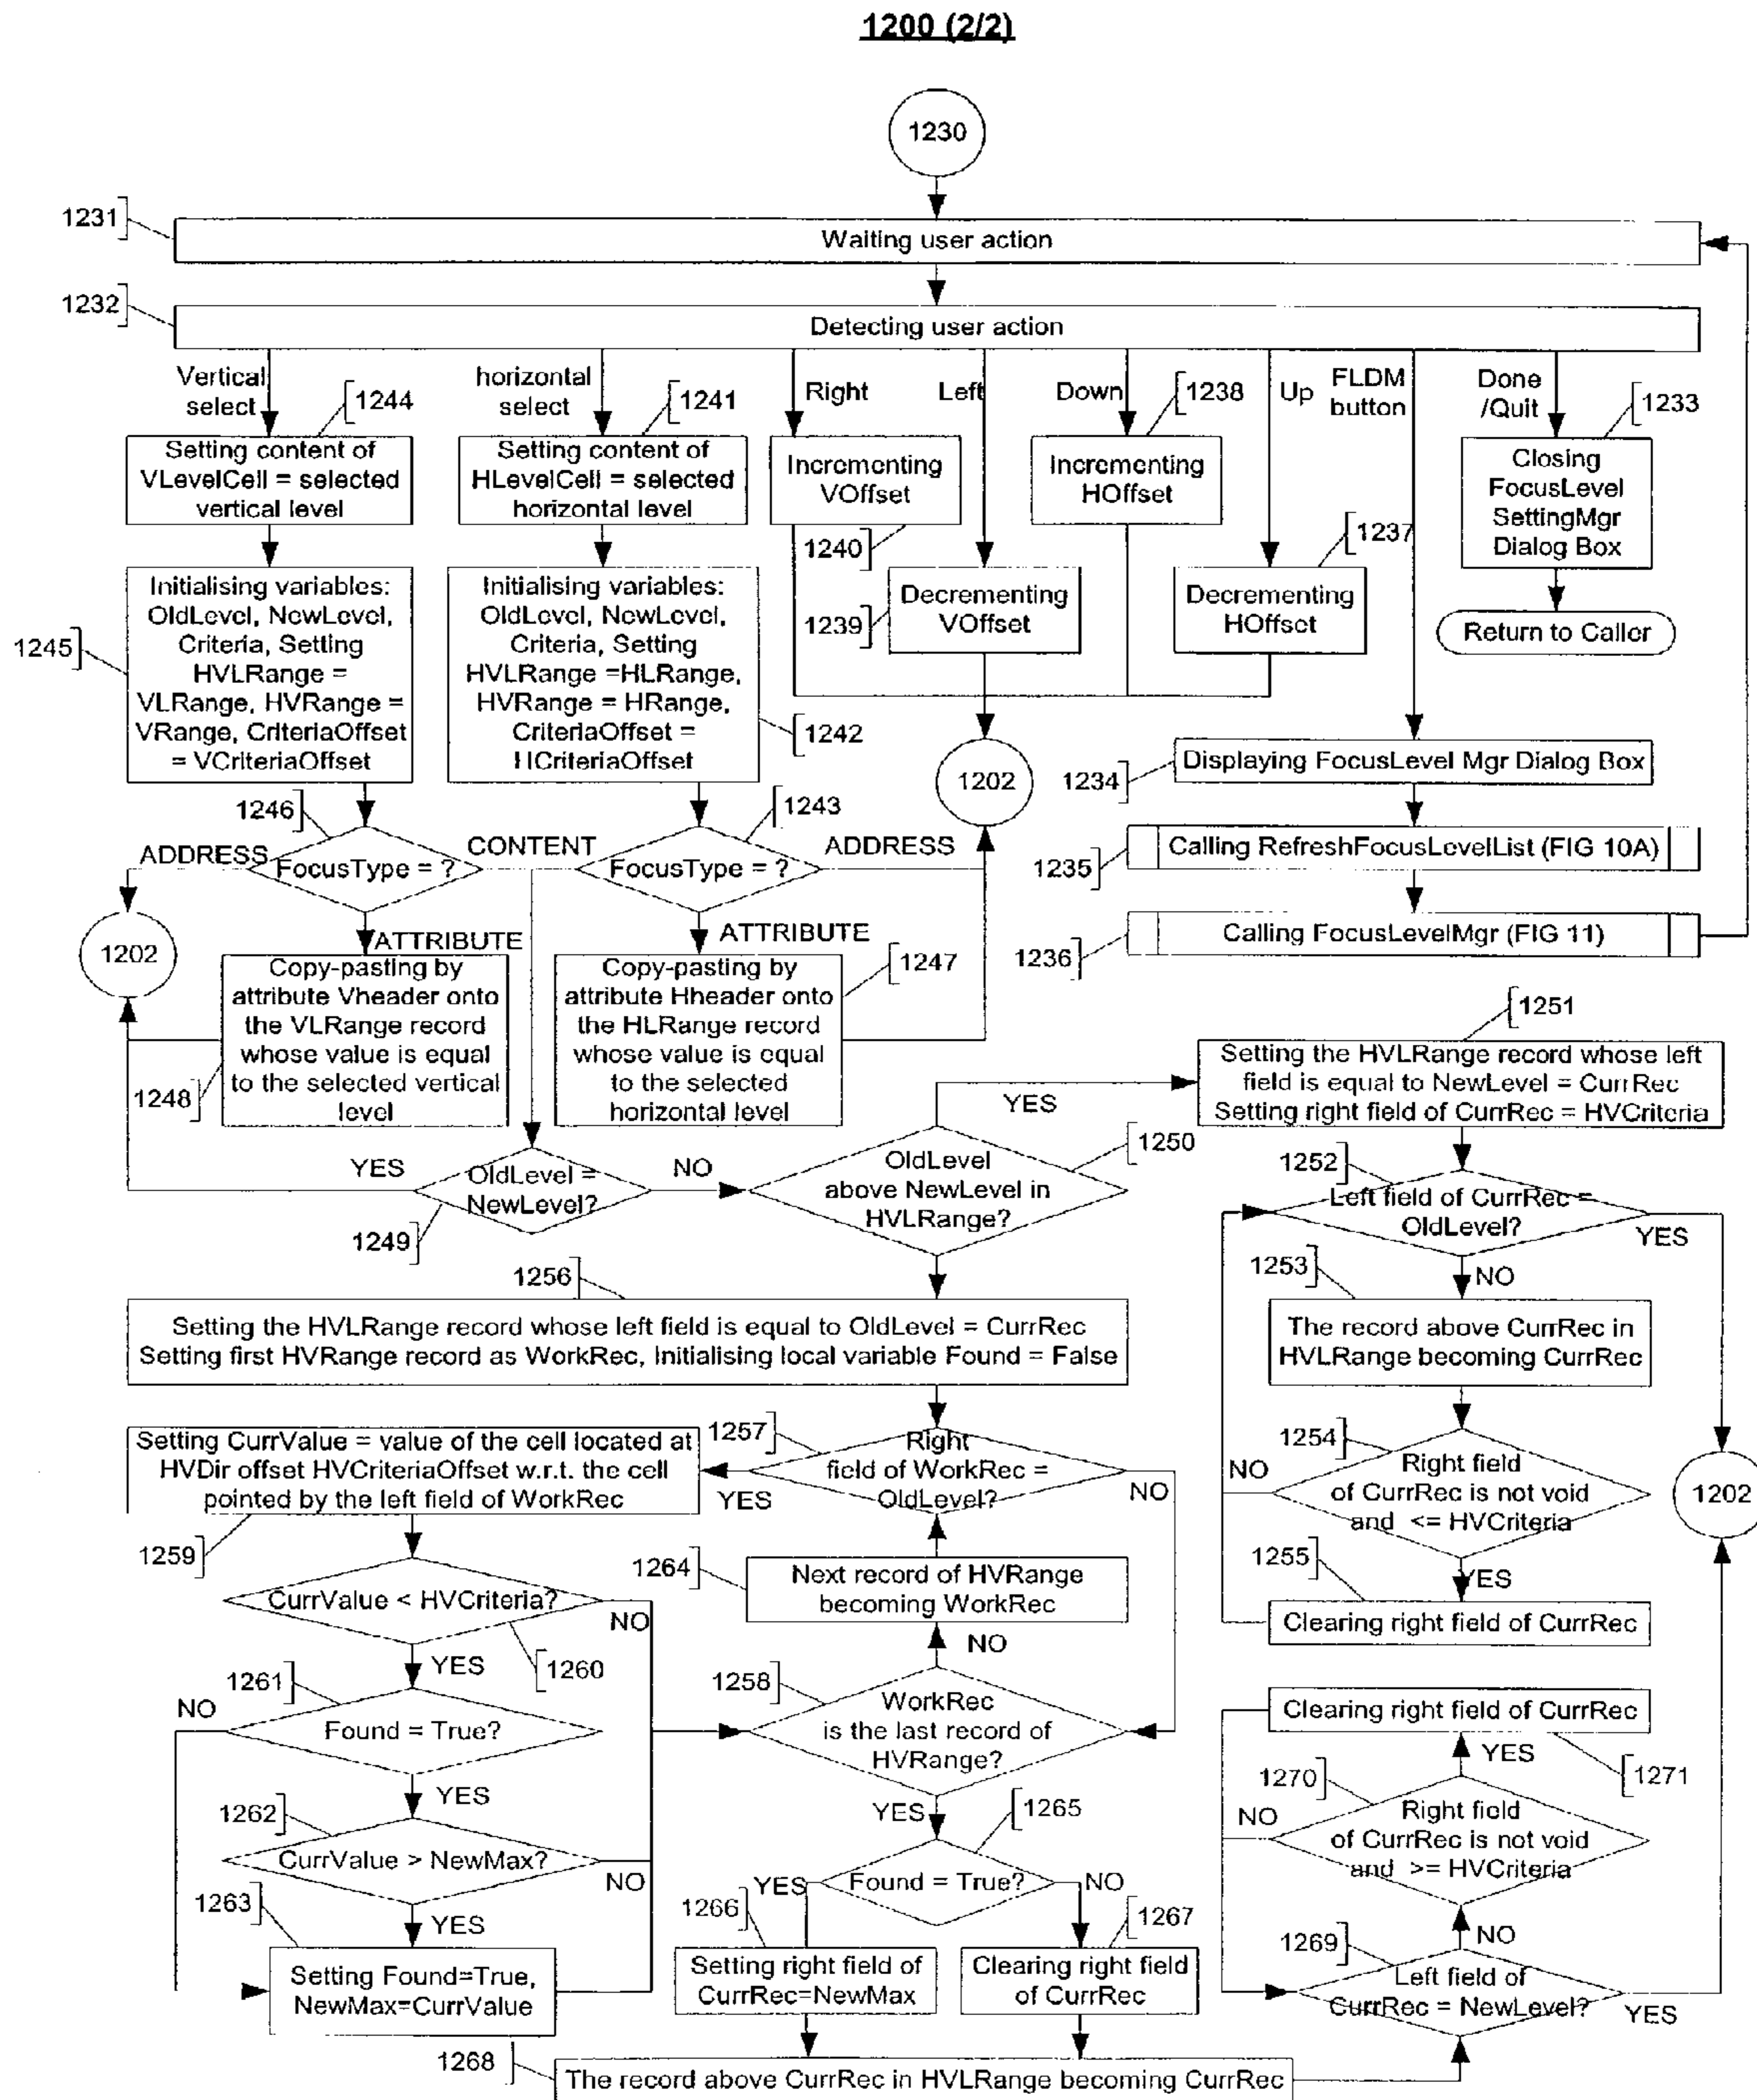 1200 (2/2)
1230
1231
Waiting user action
1232
Detecting user action
Vertical
select
1244
horizontal
select
1241
Right
Left
Down
1238
Up
FLDM
button
Done
/Quit
1233
Setting content of
VLevelCell = selected
vertical level
Setting content of
HLevelCell = selected
horizontal level
Incrementing
VOffset
1240
Incrementing
HOffset
1237
Closing
FocusLevel
SettingMgr
Dialog Box
1245
Initialising variables:
OldLevel, NewLevel,
Criteria, Setting
HVLRange =
VLRange, HVRange =
VRange, CriteriaOffset
= VCriteriaOffset
Initialising variables:
OldLevel, NewLevel,
Criteria, Setting
HVLRange =HLRange,
HVRange = HRange,
CriteriaOffset =
HCriteriaOffset
1242
1239
Decrementing
VOffset
Decrementing
HOffset
Return to Caller
1202
1234
Displaying FocusLevel Mgr Dialog Box
1246
1243
ADDRESS
FocusType = ?
CONTENT
FocusType = ?
ADDRESS
1235
Calling RefreshFocusLevelList (FIG 10A)
1202
ATTRIBUTE
ATTRIBUTE
1236
Calling FocusLevelMgr (FIG 11)
1248
Copy-pasting by
attribute Vheader onto
the VLRange record
whose value is equal
to the selected vertical
level
Copy-pasting by
attribute Hheader onto
the HLRange record
whose value is equal
to the selected
horizontal level
1247
1251
Setting the HVLRange record whose left
field is equal to NewLevel = CurrRec
Setting right field of CurrRec = HVCriteria
YES
YES
OldLevel =
NewLevel?
NO
1249
OldLevel
above NewLevel in
HVLRange?
1250
1252
Left field of CurrRec =
OldLevel?
YES
1256
1253
NO
Setting the HVLRange record whose left field is equal to OldLevel = CurrRec
Setting first HVRange record as WorkRec, Initialising local variable Found = False
The record above CurrRec in
HVLRange becoming CurrRec
Setting CurrValue = value of the cell located at
HVDir offset HVCriteriaOffset w.r.t. the cell
pointed by the left field of WorkRec
1257
Right
field of WorkRec =
OldLevel?
YES
NO
1254
Right field
of CurrRec is not void
and <= HVCriteria
NO
1202
1259
1264
Next record of HVRange
becoming WorkRec
1255
YES
Clearing right field of CurrRec
CurrValue < HVCriteria?
NO
1260
YES
NO
1261
NO
Found = True?
1258
WorkRec
is the last record of
HVRange?
Clearing right field of CurrRec
YES
1271
YES
1262
CurrValue > NewMax?
NO
YES
1265
1270
NO
Right field
of CurrRec is not void
and >= HVCriteria
1263
YES
YES
Found = True?
NO
1266
1267
1269
NO
Setting Found=True,
NewMax=CurrValue
Setting right field of
CurrRec=NewMax
Clearing right field
of CurrRec
Left field of
CurrRec = NewLevel?
YES
1268
The record above CurrRec in HVLRange becoming CurrRec